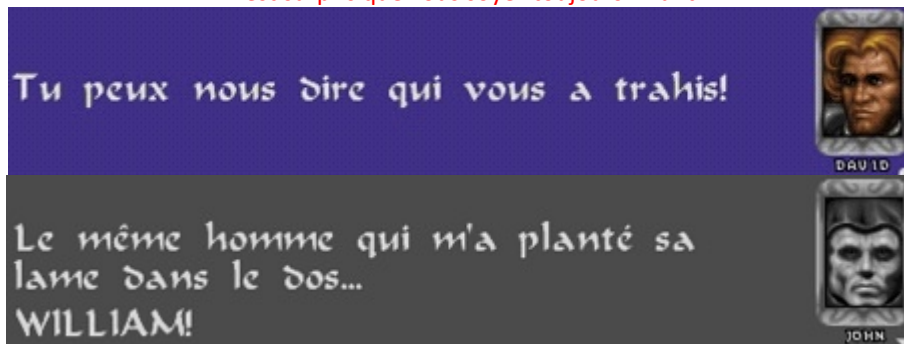 Tu peux nous dire qui vous a trahis!
DAVID
Le même homme qui m'a planté sa
lame dans le dos...
WILLIAM!
JOHN